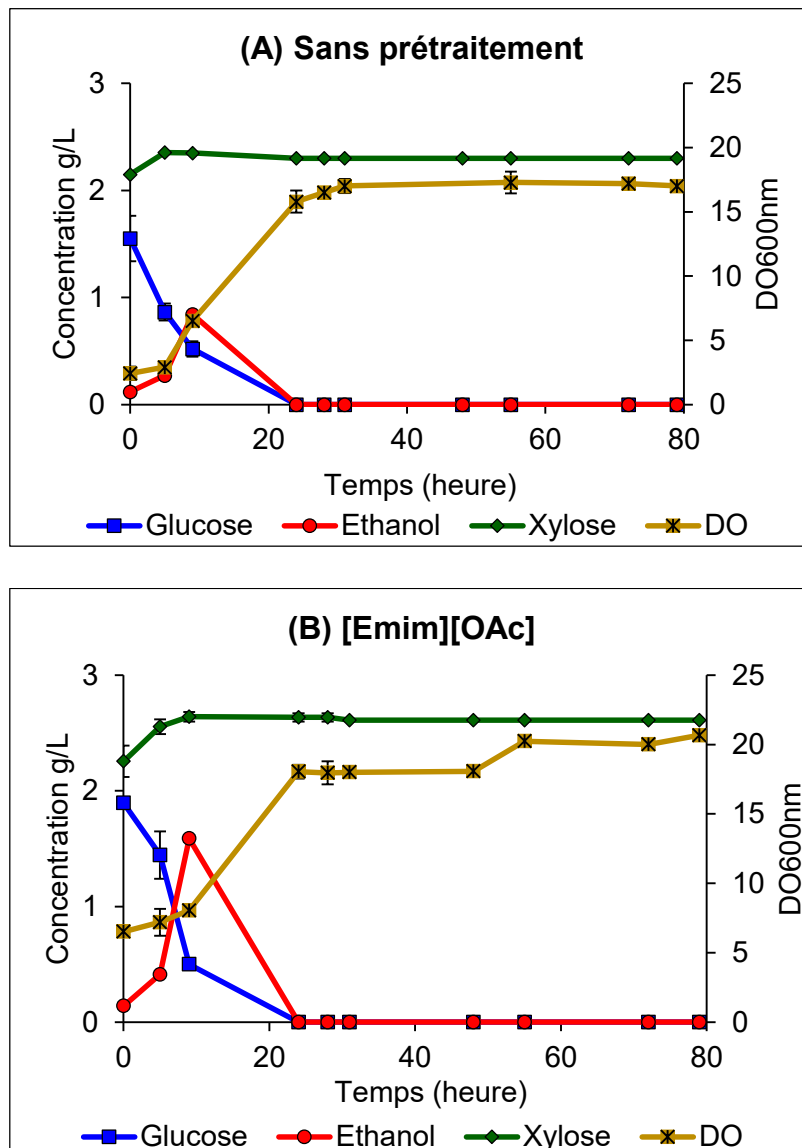 (A) Sans prétraitement
3
2
1
0
Concentration g/L
25
20
15
10
5
0
DO600nm
0 20 40 60 80
Temps (heure)
Glucose Ethanol Xylose DO
(B) [Emim][OAc]
3
2
1
0
Concentration g/L
25
20
15
10
5
0
DO600nm
0 20 40 60 80
Temps (heure)
Glucose Ethanol Xylose DO